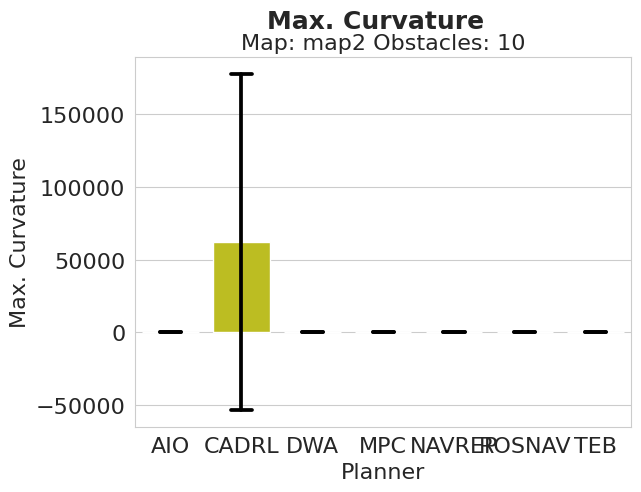 Max. Curvature
Map: map2 Obstacles: 10
Max. Curvature
150000
100000
50000
0
−50000
AIO CADRL DWA MPC NAVREP ROSNAV TEB
Planner